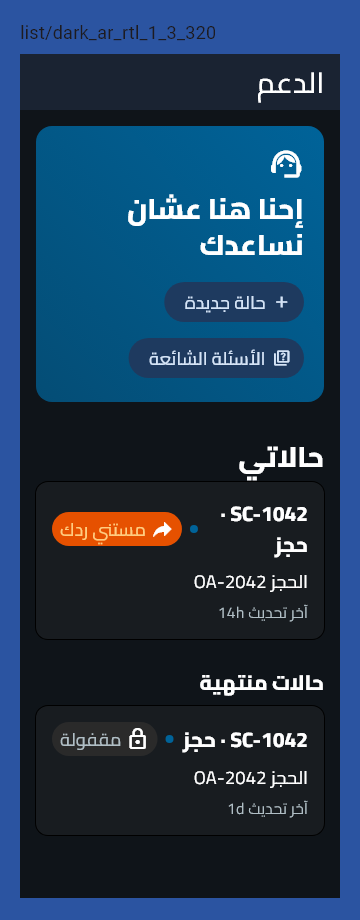 list/dark_ar_rtl_1_3_320
الدعم
إحنا هنا عشان
نساعدك
+ حالة جديدة
الأسئلة الشائعة
حالاتي
SC-1042 ·
حجز
مستني ردك
الحجز OA-2042
آخر تحديث 14h
حالات منتهية
SC-1042 · حجز
مقفولة
الحجز OA-2042
آخر تحديث 1d